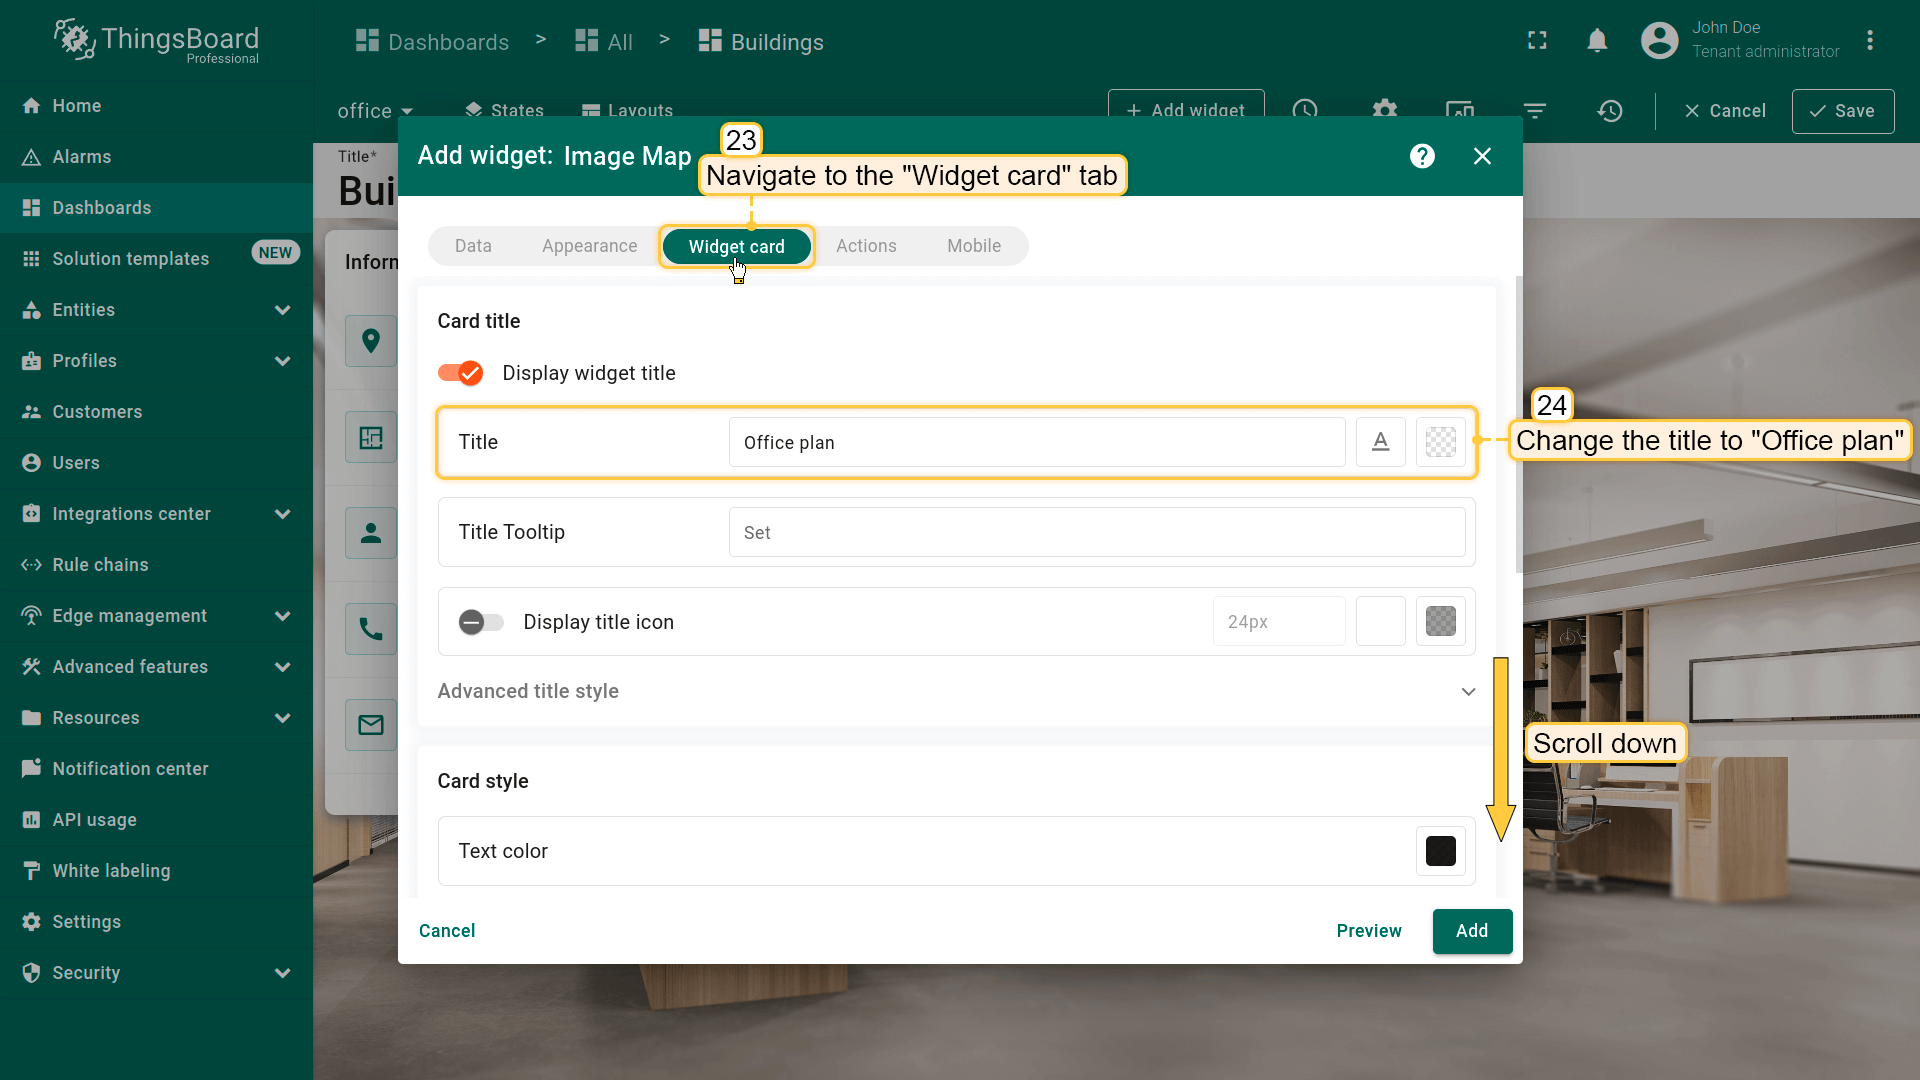 ThingsBoard
Professional
Dashboards > All > Buildings
John Doe
Tenant administrator
Home
Alarms
Dashboards
Solution templates NEW
Entities
Profiles
Customers
Users
Integrations center
Rule chains
Edge management
Advanced features
Resources
Notification center
API usage
White labeling
Settings
Security
office States Layouts + Add widget Cancel Save
Title*
Bui
Inforn
Add widget: Image Map
23
Navigate to the "Widget card" tab
Data Appearance Widget card Actions Mobile
Card title
Display widget title
Title Office plan
24
Change the title to "Office plan"
Title Tooltip Set
Display title icon 24px
Advanced title style
Scroll down
Card style
Text color
Cancel Preview Add